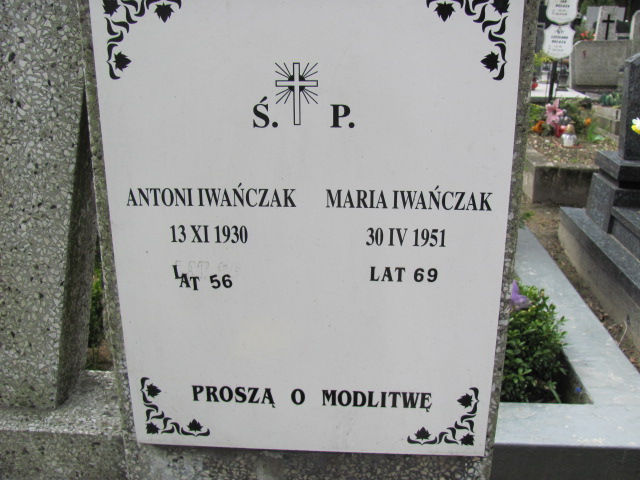 Ś. P.
ANTONI IWAŃCZAK
13 XI 1930
LAT 56
MARIA IWAŃCZAK
30 IV 1951
LAT 69
PROSZĄ O MODLITWĘ